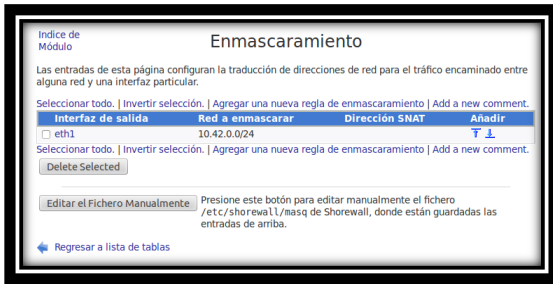 Indice de
Módulo
Enmascaramiento
Las entradas de esta página configuran la traducción de direcciones de red para el tráfico encaminado entre
alguna red y una interfaz particular.
Seleccionar todo. | Invertir selección. | Agregar una nueva regla de enmascaramiento | Add a new comment.
Interfaz de salida Red a enmascarar Dirección SNAT Añadir
eth1 10.42.0.0/24
Seleccionar todo. | Invertir selección. | Agregar una nueva regla de enmascaramiento | Add a new comment.
Delete Selected
Editar el Fichero Manualmente Presione este botón para editar manualmente el fichero
/etc/shorewall/masq de Shorewall, donde están guardadas las
entradas de arriba.
Regresar a lista de tablas